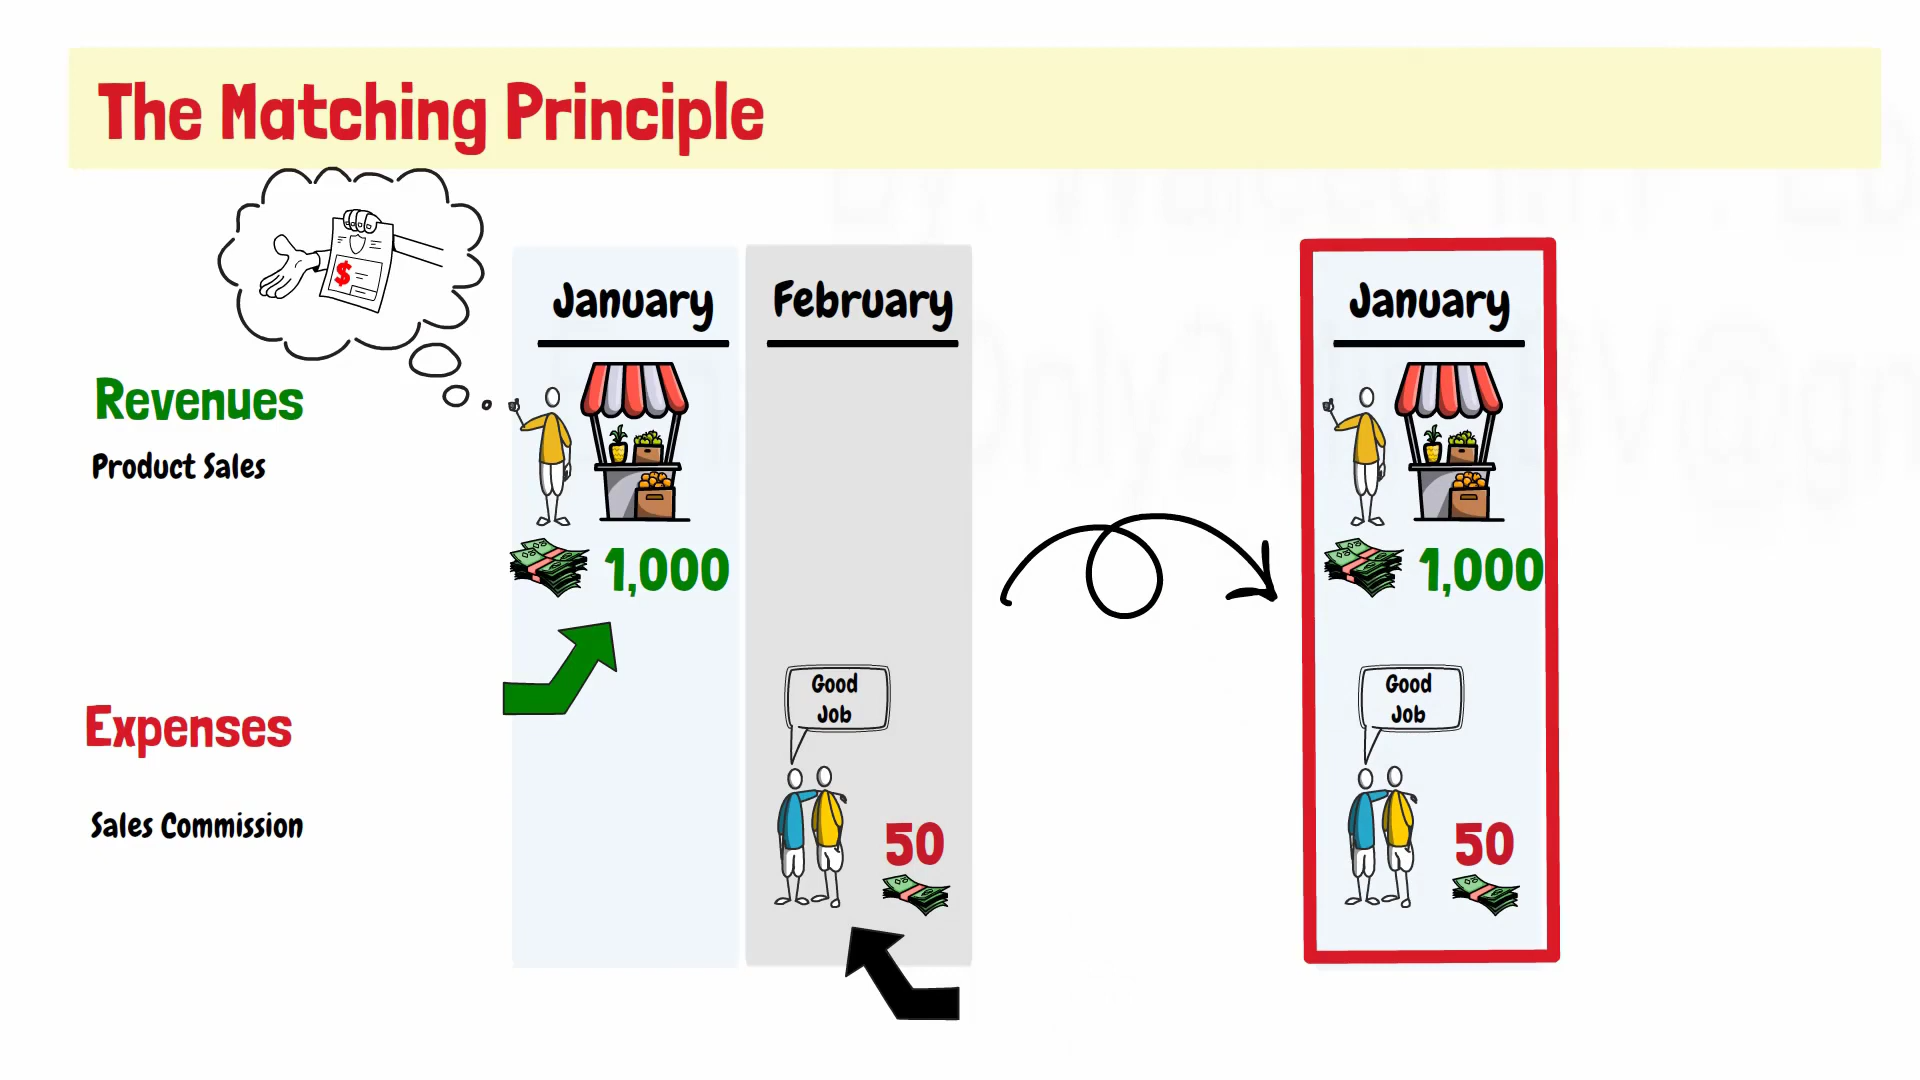 The Matching Principle
$
January
February
January
Revenues
Product Sales
1,000
1,000
Good
Job
Good
Job
Expenses
Sales Commission
50
50